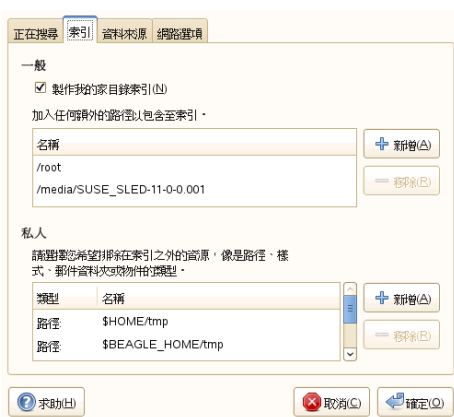 正在搜尋 索引 資料來源 網路選項
一般
製作我的家目錄索引(N)
加入任何額外的路徑以包含至索引。
名稱
新增(A)
/root
移除(R)
/media/SUSE_SLED-11-0-0.001
私人
請選擇您希望排除在索引之外的資源,像是路徑、樣
式、郵件資料夾或物件的類型。
類型 名稱
新增(A)
路徑: $HOME/tmp
移除(R)
路徑: $BEAGLE_HOME/tmp
求助(H) 取消(C) 確定(O)